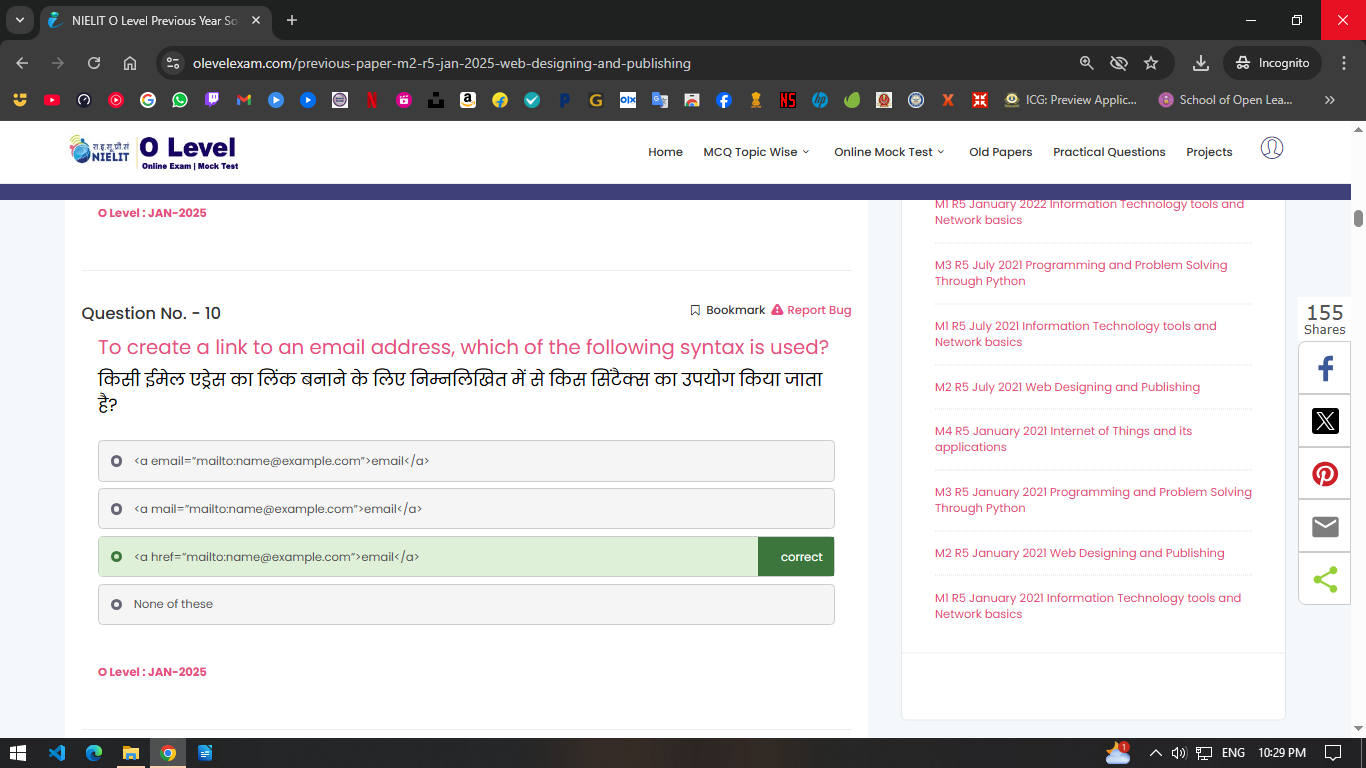 NIELIT O Level Previous Year So
olevelexam.com/previous-paper-m2-r5-jan-2025-web-designing-and-publishing
Incognito
ICG: Preview Applic...
School of Open Lea...
NIELIT
O Level
Online Exam | Mock Test
Home
MCQ Topic Wise
Online Mock Test
Old Papers
Practical Questions
Projects
O Level : JAN-2025
Question No. - 10
Bookmark
Report Bug
To create a link to an email address, which of the following syntax is used?
किसी ईमेल एड्रेस का लिंक बनाने के लिए निम्नलिखित में से किस सिंटैक्स का उपयोग किया जाता
है?
<a email=”mailto:name@example.com”>email</a>
<a mail=”mailto:name@example.com”>email</a>
<a href=”mailto:name@example.com”>email</a>
correct
None of these
O Level : JAN-2025
M1 R5 January 2022 Information Technology tools and
Network basics
M3 R5 July 2021 Programming and Problem Solving
Through Python
M1 R5 July 2021 Information Technology tools and
Network basics
M2 R5 July 2021 Web Designing and Publishing
M4 R5 January 2021 Internet of Things and its
applications
M3 R5 January 2021 Programming and Problem Solving
Through Python
M2 R5 January 2021 Web Designing and Publishing
M1 R5 January 2021 Information Technology tools and
Network basics
155
Shares
1
ENG
10:29 PM